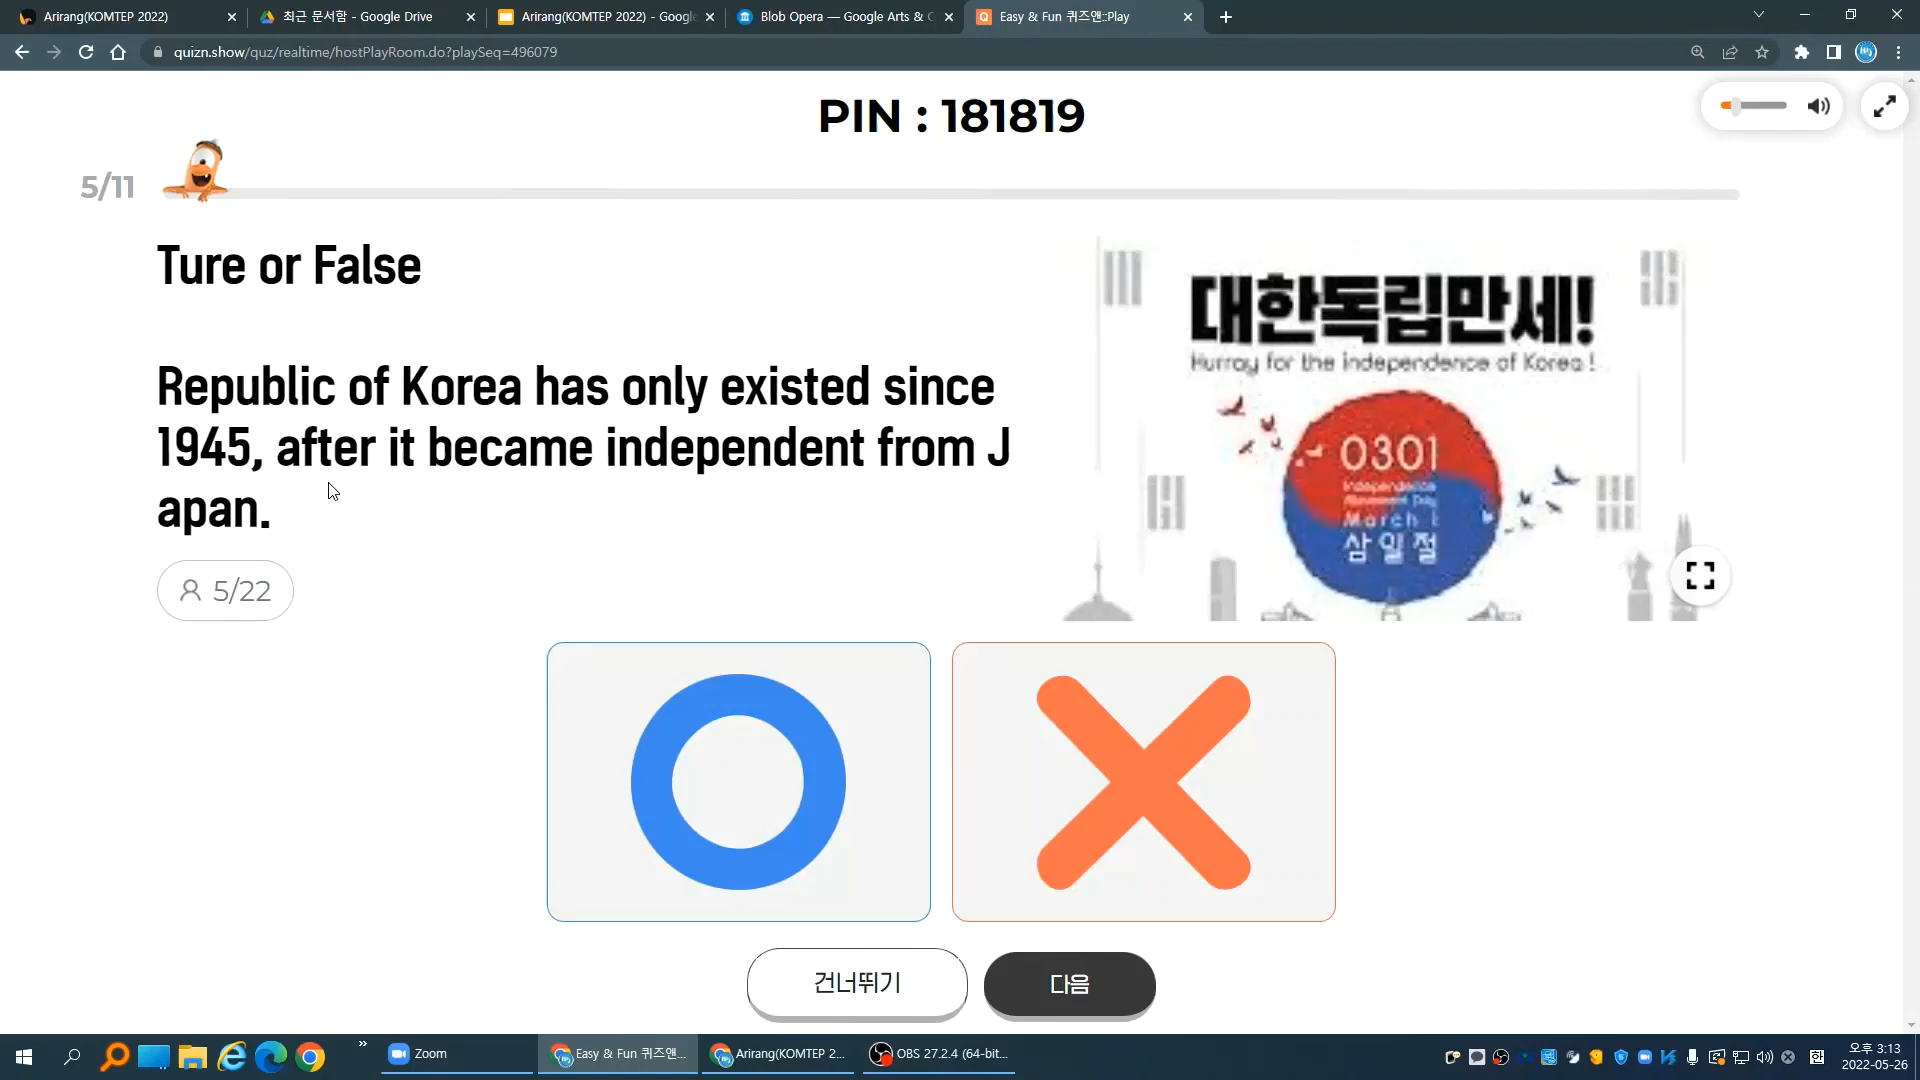 Arirang(KOMTEP 2022)
최근 문서함 - Google Drive
Arirang(KOMTEP 2022) - Googl
Blob Opera — Google Arts & C
Easy & Fun 퀴즈앤::Play
quizn.show/quz/realtime/hostPlayRoom.do?playSeq=496079
PIN : 181819
5/11
Ture or False
Republic of Korea has only existed since
1945, after it became independent from J
apan.
5/22
대한독립만세!
Hurray for the independence of Korea !
0301
Independence
Movement Day
March 1
삼일절
건너뛰기
다음
Zoom
Easy & Fun 퀴즈앤...
Arirang(KOMTEP 2...
OBS 27.2.4 (64-bit...
한
오후 3:13
2022-05-26